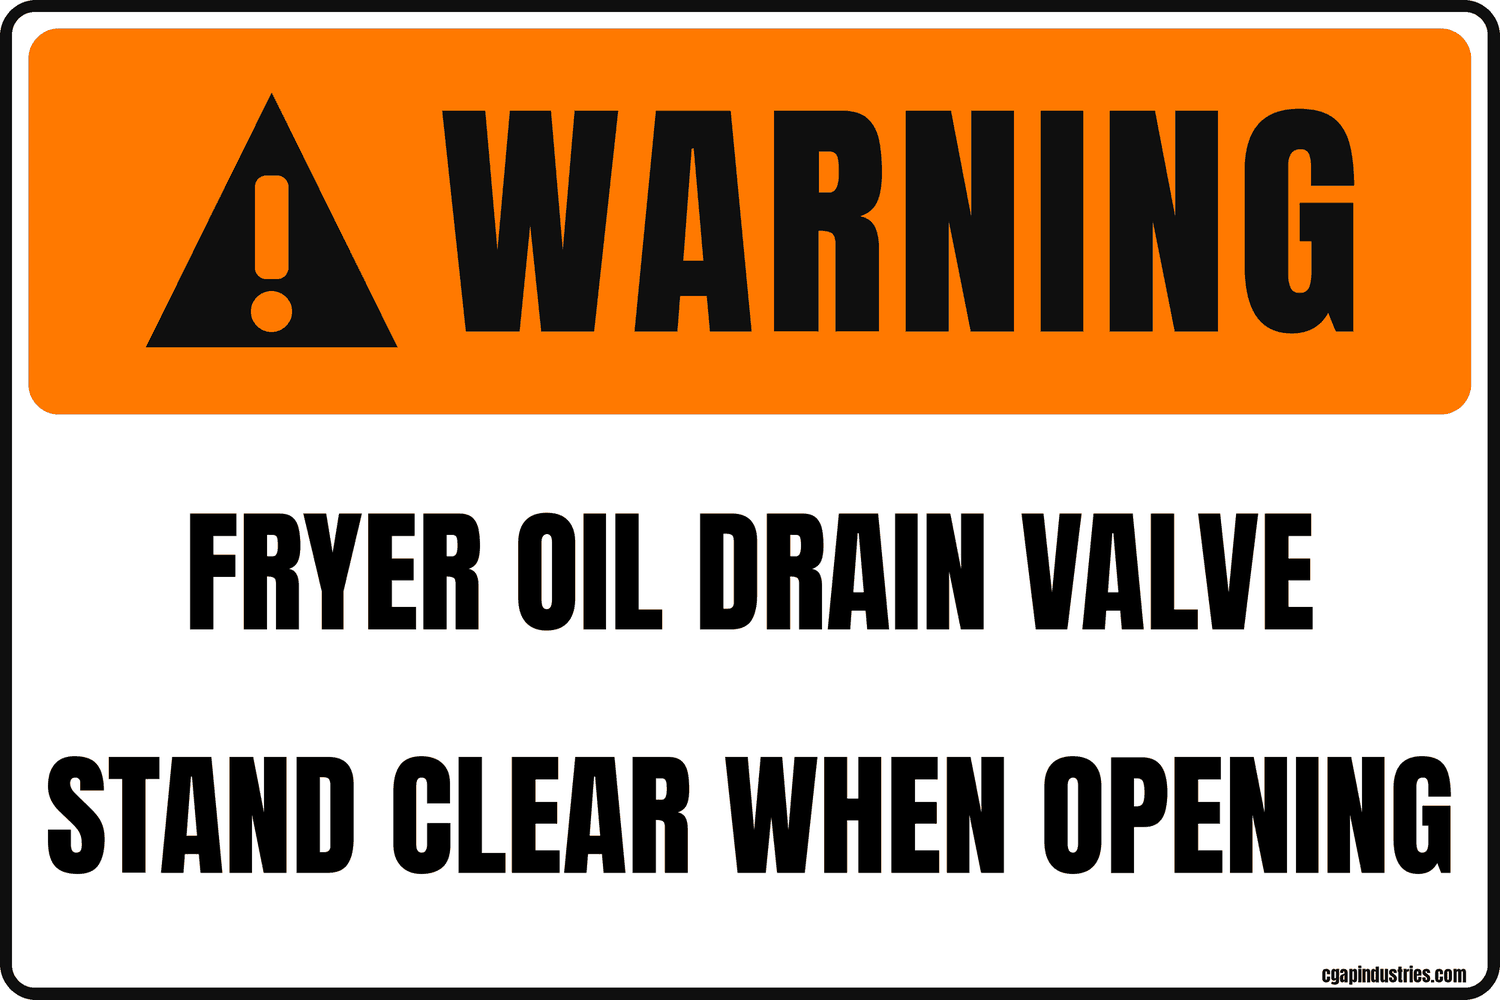 WARNING
FRYER OIL DRAIN VALVE
STAND CLEAR WHEN OPENING
cgapindustries.com